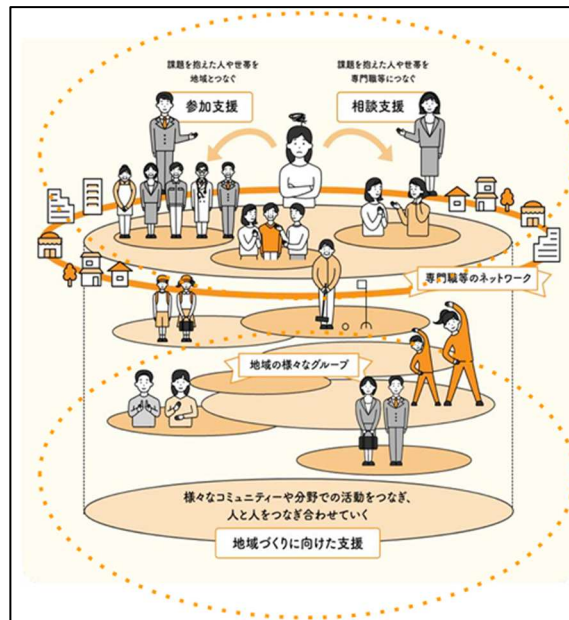 課題を抱えた人や世帯を
地域とつなぐ
参加支援
課題を抱えた人や世帯を
専門職等につなぐ
相談支援
専門職等のネットワーク
地域の様々なグループ
様々なコミュニティーや分野での活動をつなぎ、
人と人をつなぎ合わせていく
地域づくりに向けた支援